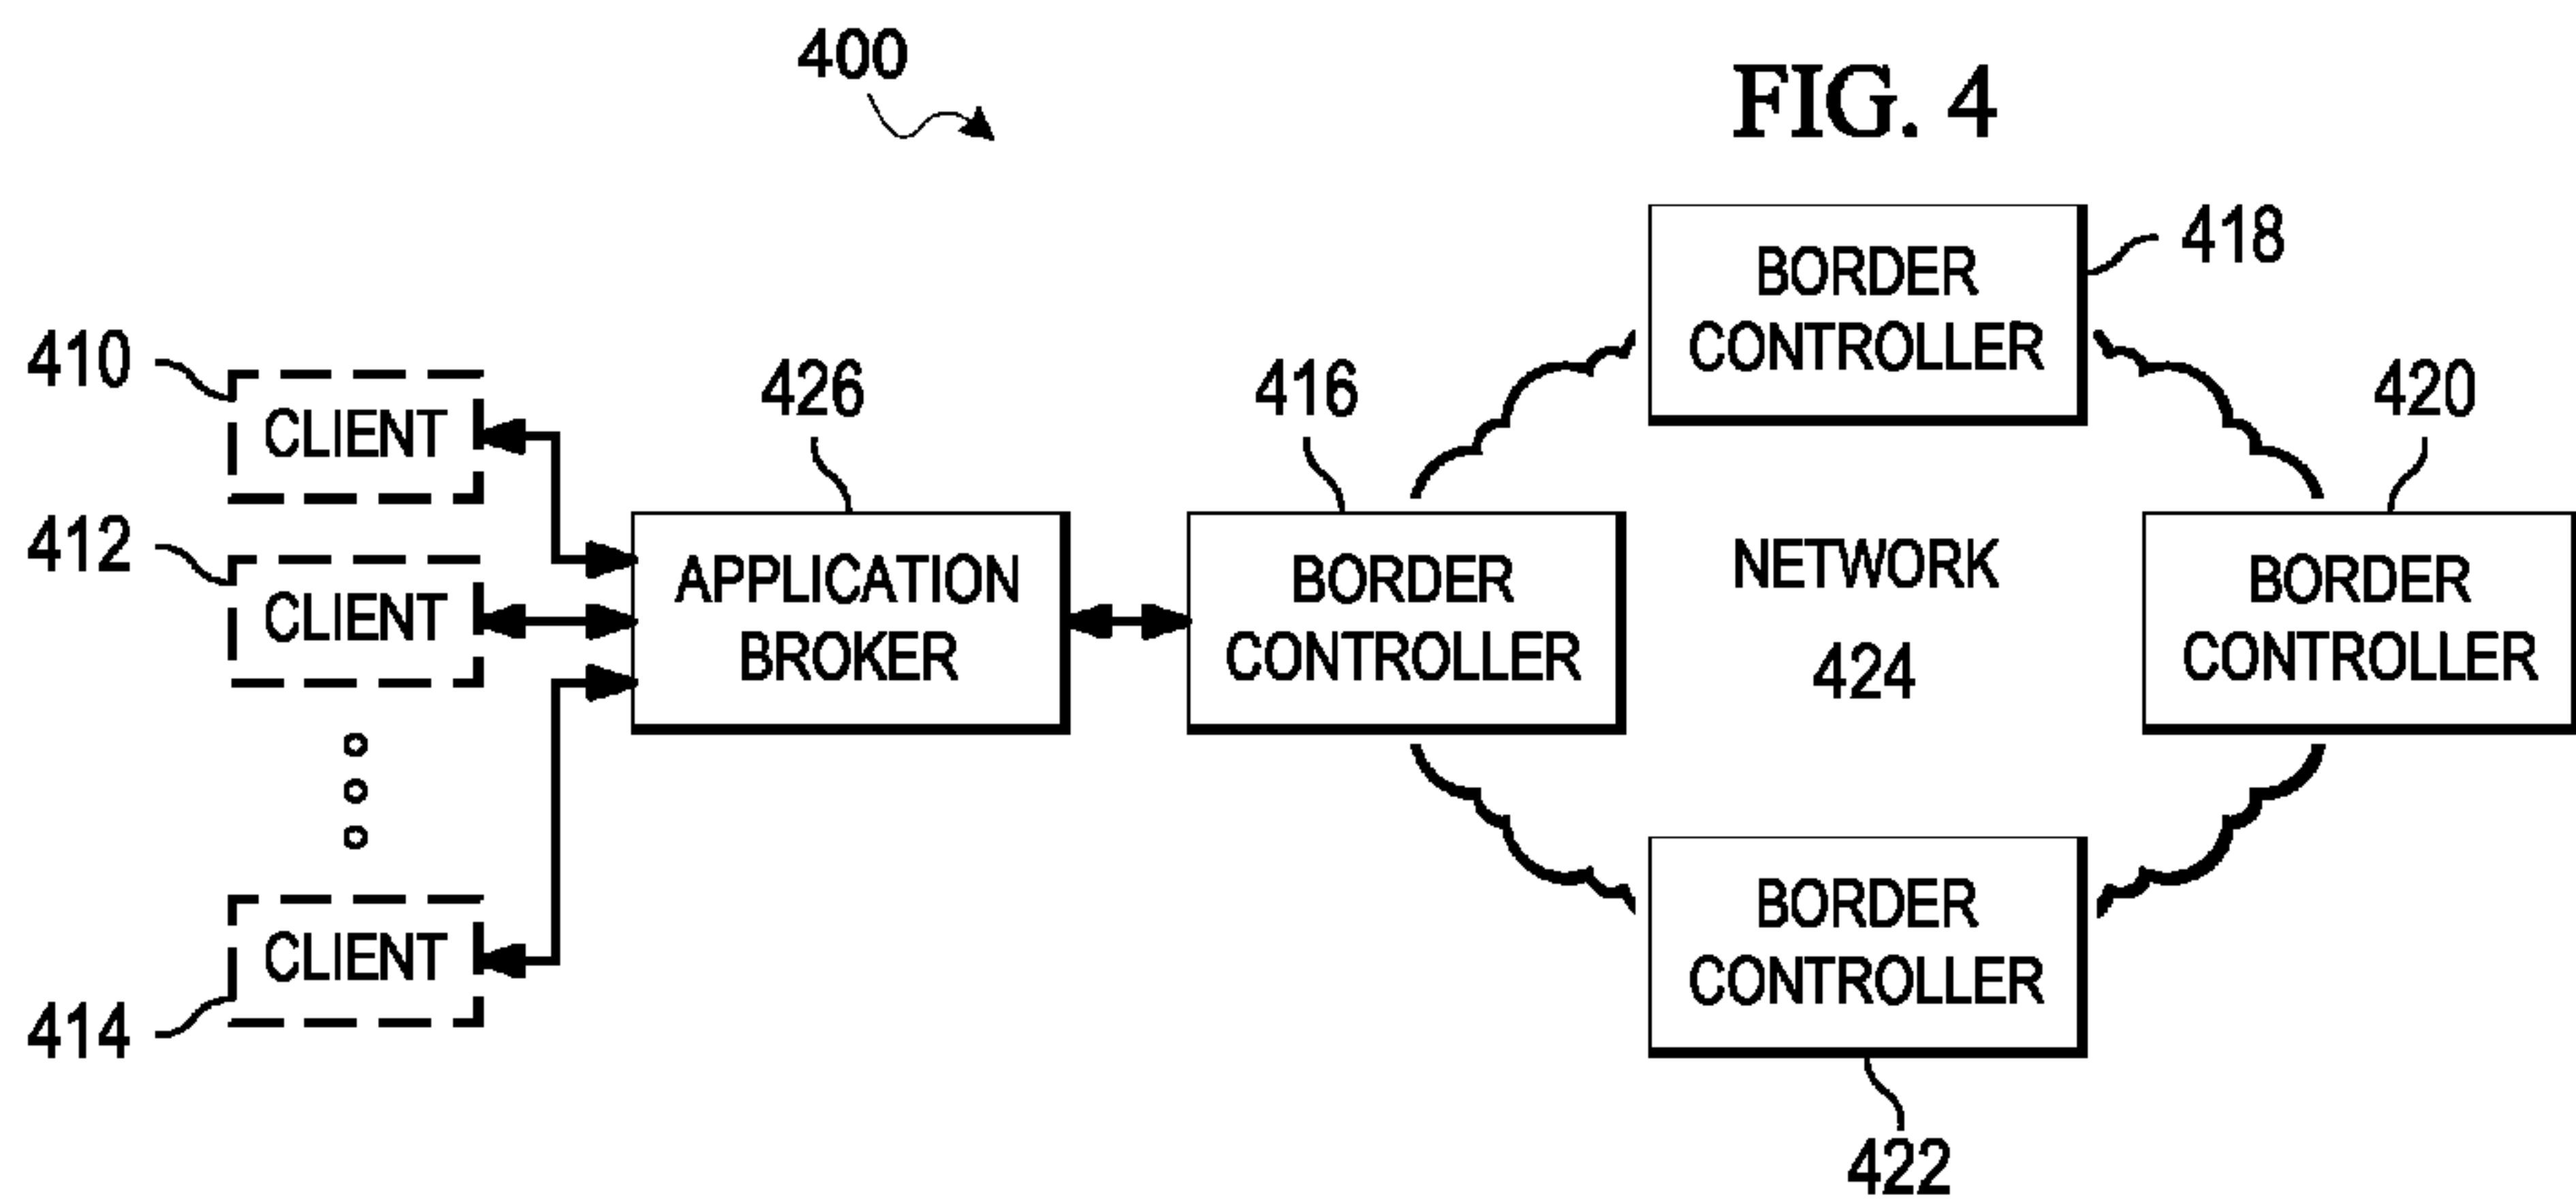 400
FIG. 4
BORDER
CONTROLLER
418
410
CLIENT
426
416
420
412
CLIENT
APPLICATION
BROKER
BORDER
CONTROLLER
NETWORK
424
BORDER
CONTROLLER
CLIENT
414
BORDER
CONTROLLER
422